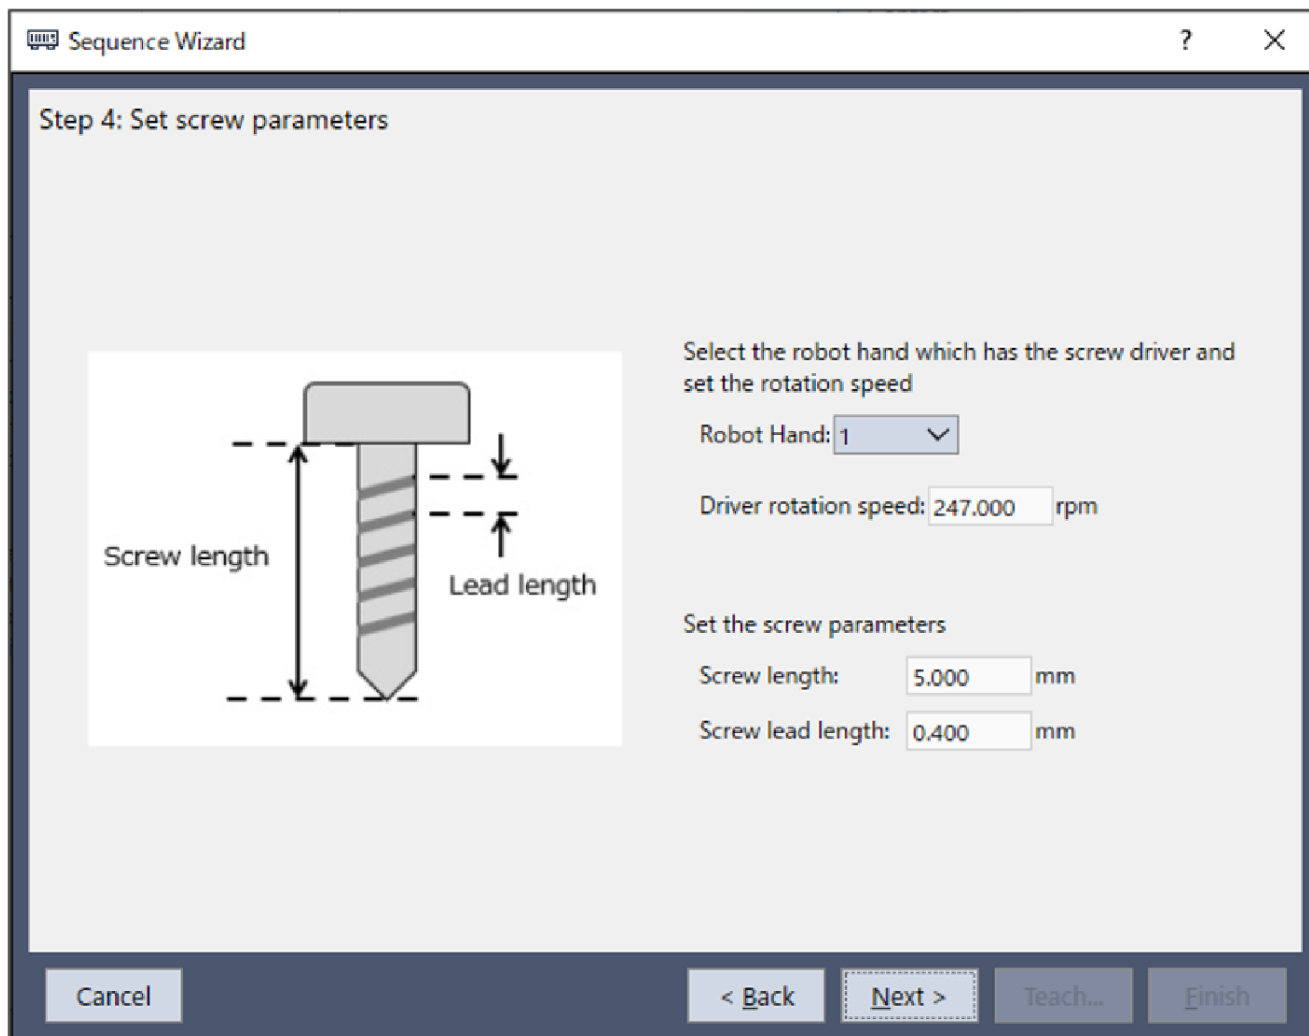 Sequence Wizard
?
Step 4: Set screw parameters
Screw length
Lead length
Select the robot hand which has the screw driver and
set the rotation speed
Robot Hand: 1
Driver rotation speed: 247.000 rpm
Set the screw parameters
Screw length: 5.000 mm
Screw lead length: 0.400 mm
Cancel
< Back
Next >
Teach...
Finish